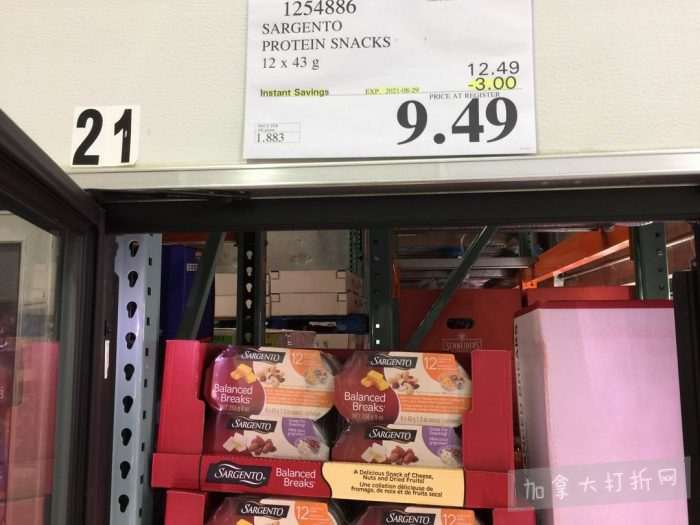 1254886
SARGENTO
PROTEIN SNACKS
12 x 43 g
12.49
Instant Savings EXP. 2021-08-29 -3.00
PRICE AT REGISTER
9.49
1.883
21
SCHNEIDERS
SARGENTO 12
Balanced
Breaks
SARGENTO 12
Balanced
Breaks
SARGENTO
SARGENTO
SARGENTO
Balanced
Breaks
A Delicious Snack of Cheese,
Nuts and Dried Fruits!
Une collation délicieuse de
fromage, de noix et de fruits secs!
SARGENTO
SARGENTO
加拿大打折网